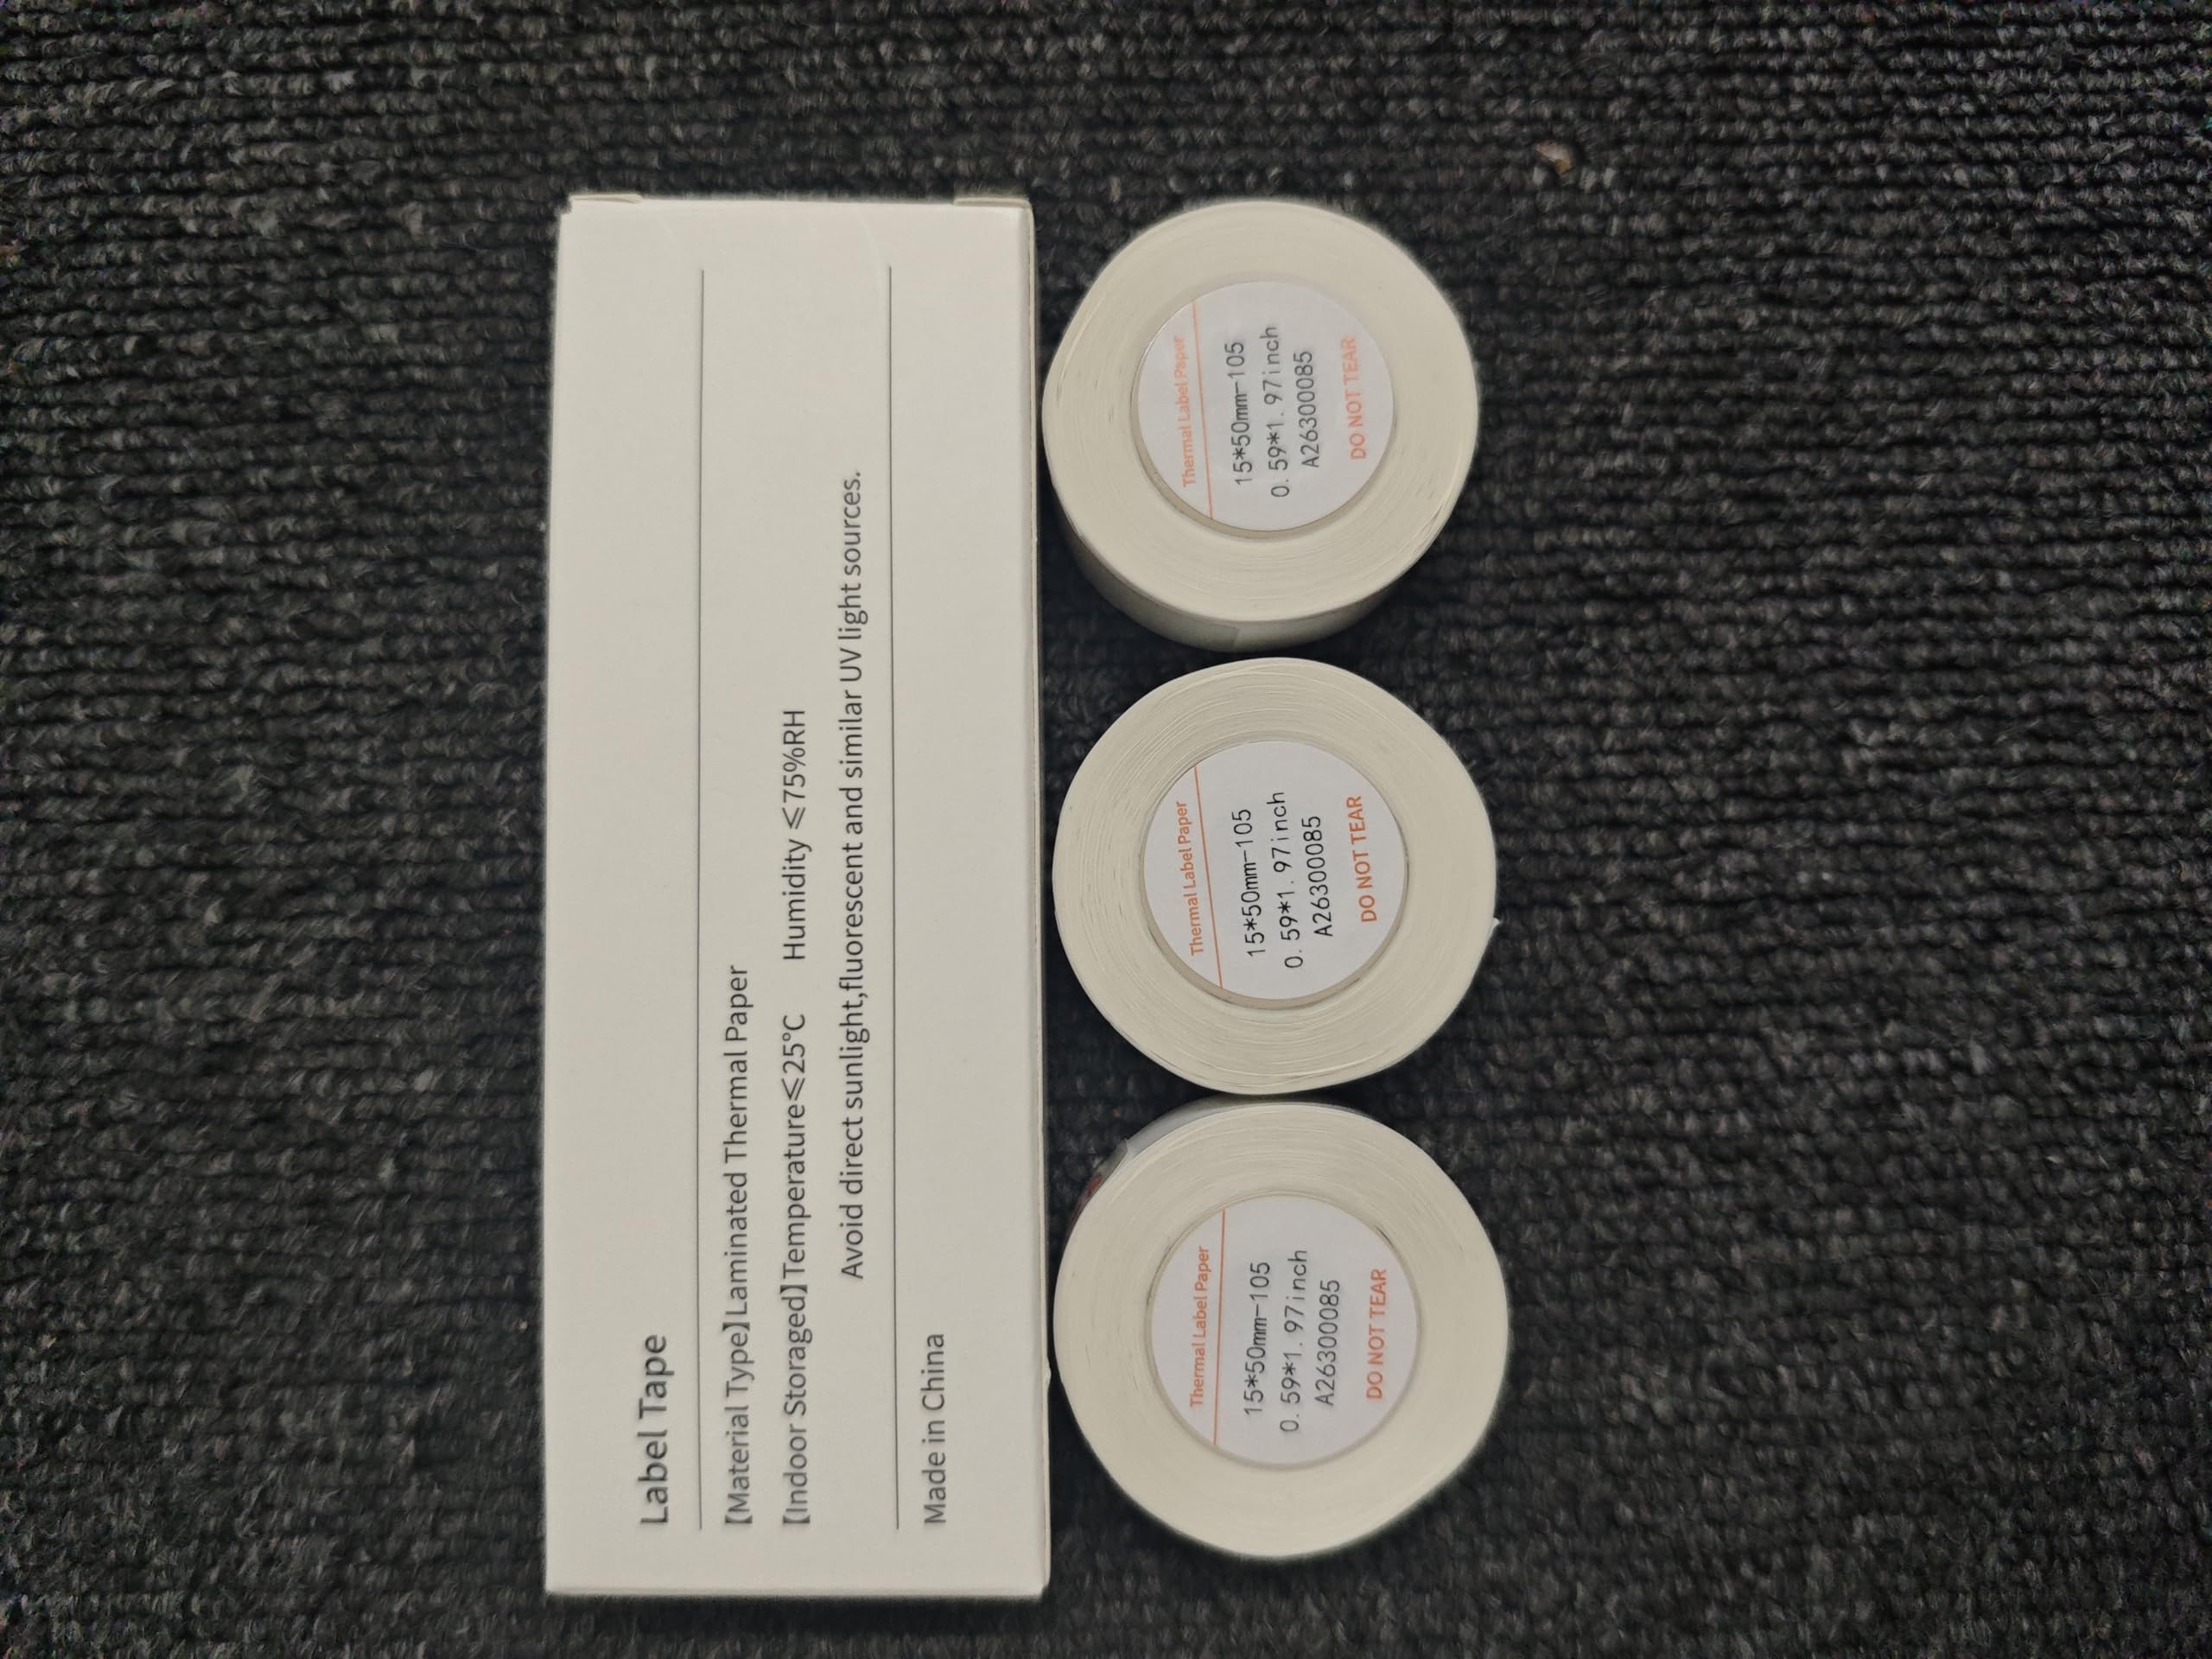 Label Tape
【Material Type】Laminated Thermal Paper
【Indoor Storaged】Temperature≤25°C Humidity ≤75%RH
Avoid direct sunlight,fluorescent and similar UV light sources.
Made in China
Thermal Label Paper
15*50mm-105
0.59*1.97inch
A26300085
DO NOT TEAR
Thermal Label Paper
15*50mm-105
0.59*1.97inch
A26300085
DO NOT TEAR
Thermal Label Paper
15*50mm-105
0.59*1.97inch
A26300085
DO NOT TEAR